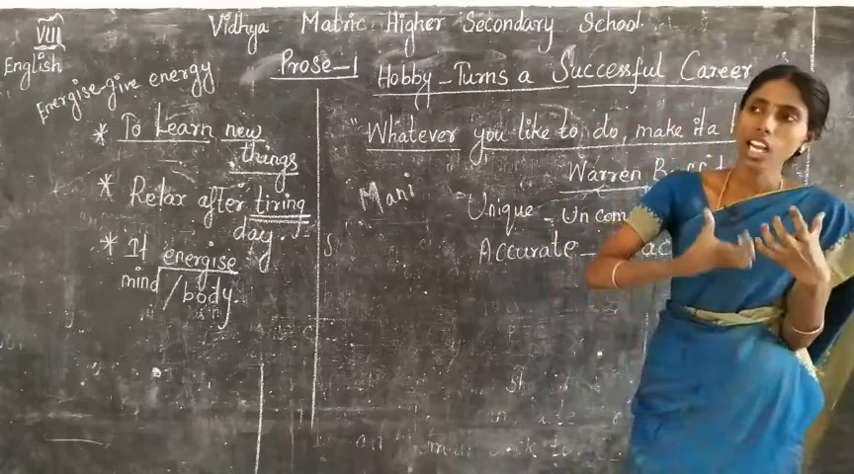 Vidhya Matric Higher Secondary School
VIII
English
Prose-1
Hobby-Turns a Successful Career
Energise-give energy
* To Learn new
things
* Relax after tiring
day.
* It energise
mind/body.
"Whatever you like to do, make it a
Warren
Mani
Unique -
Accurate -